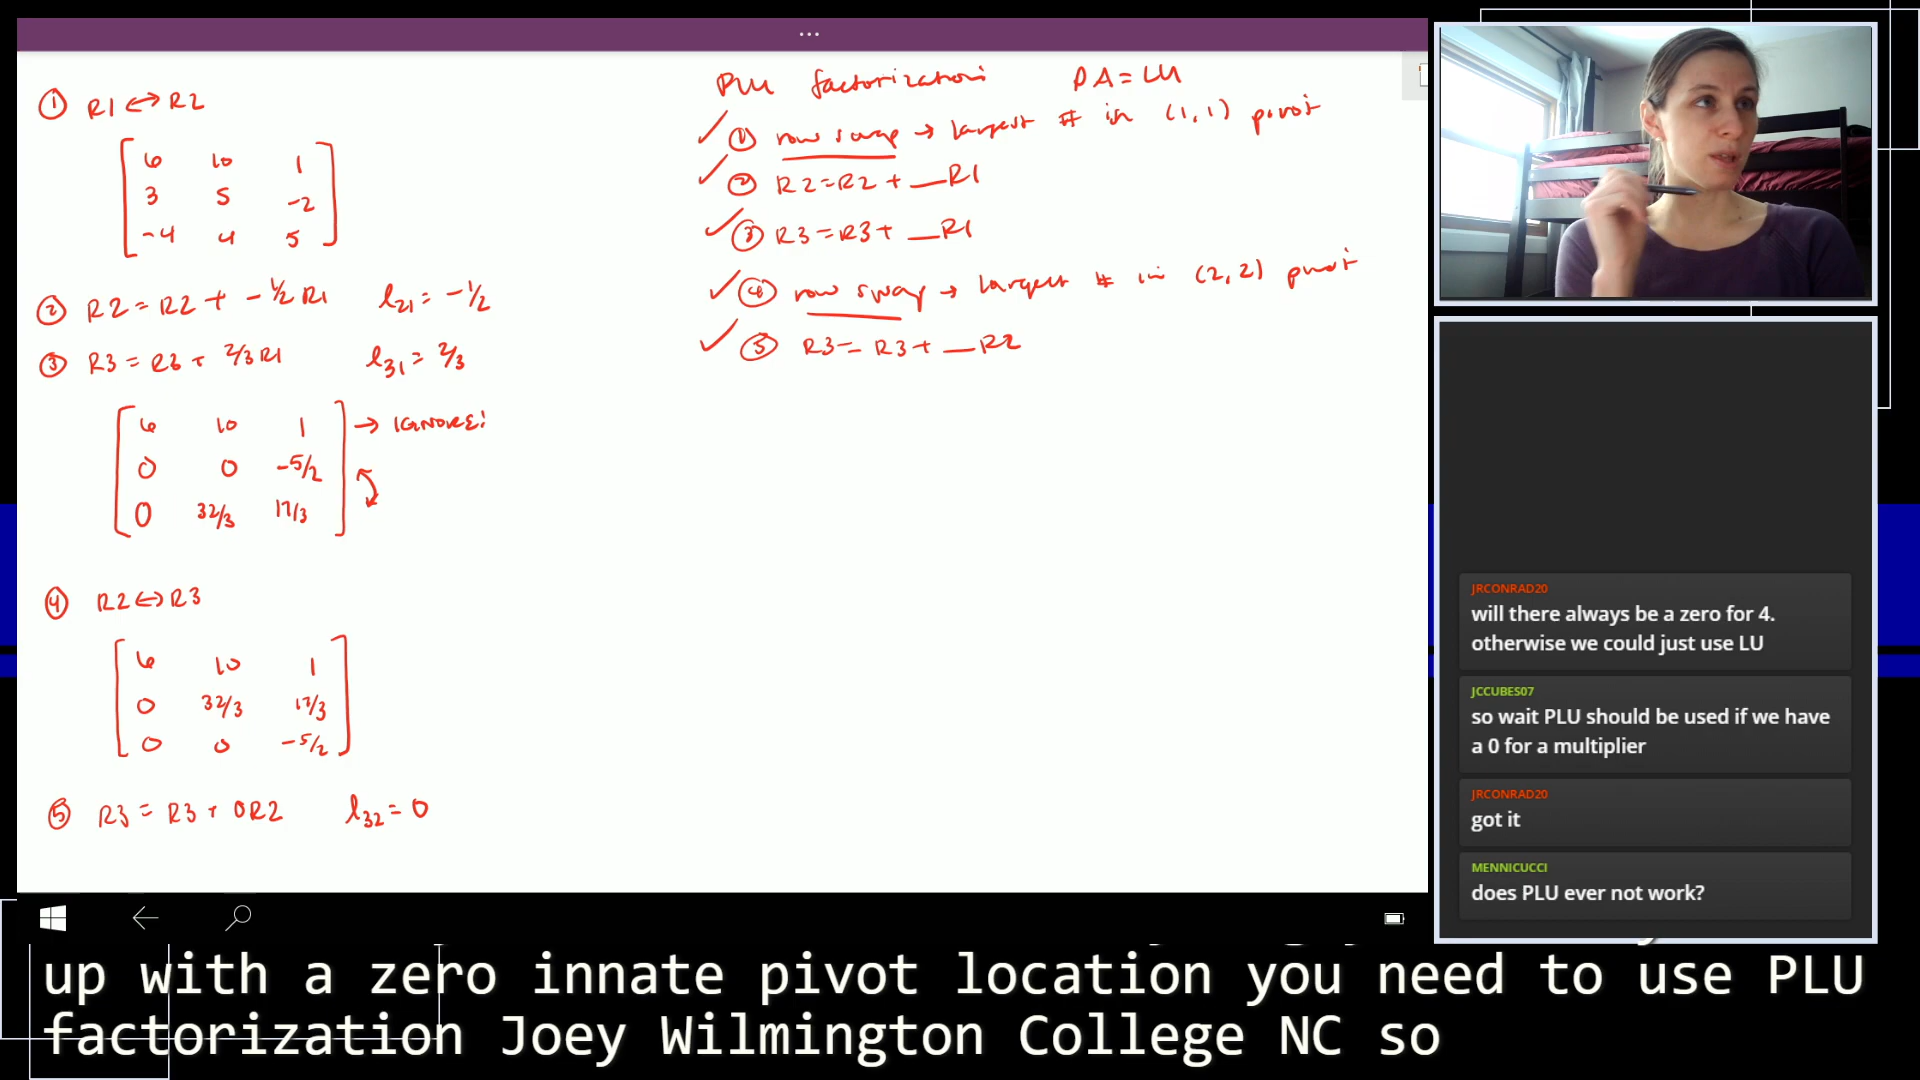 ① R1 ↔ R2
6 10 1
3 5 -2
-4 4 5
② R2 = R2 + -1/2 R1 l21 = -1/2
③ R3 = R3 + 2/3 R1 l31 = 2/3
6 10 1 → IGNORE!
0 0 -5/2
0 32/3 17/3
④ R2 ↔ R3
6 10 1
0 32/3 17/3
0 0 -5/2
⑤ R3 = R3 + 0R2 l32 = 0
PLU factorization PA = LU
✓ ① row swap → largest # in (1,1) pivot
✓ ② R2 = R2 + __R1
✓ ③ R3 = R3 + __R1
✓ ④ row swap → largest # in (2,2) pivot
✓ ⑤ R3 = R3 + __R2
JRCONRAD20
will there always be a zero for 4.
otherwise we could just use LU
JCCUBES07
so wait PLU should be used if we have
a 0 for a multiplier
JRCONRAD20
got it
MENNICUCCI
does PLU ever not work?
up with a zero innate pivot location you need to use PLU
factorization Joey Wilmington College NC so